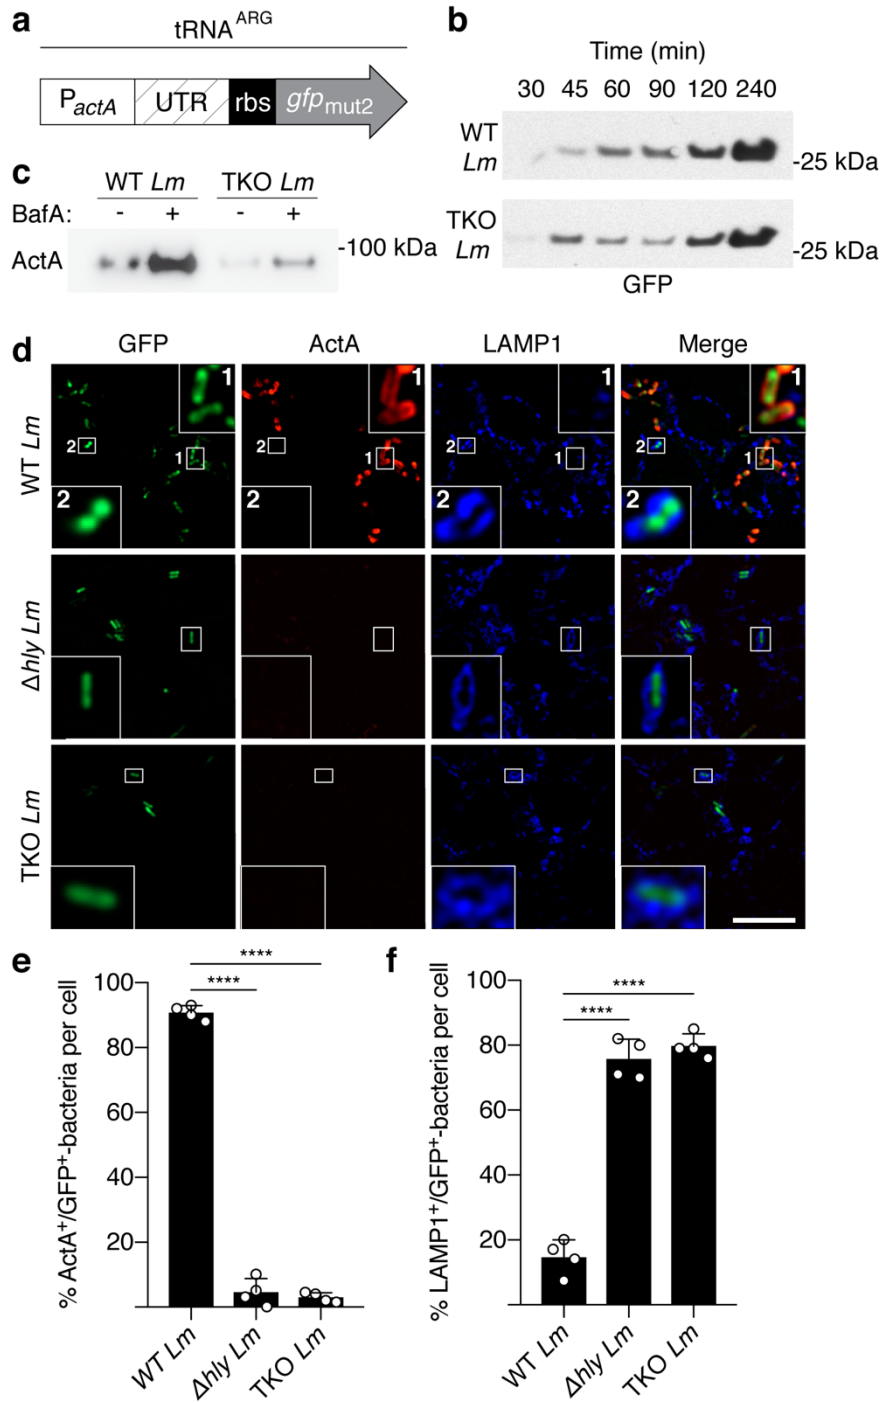 a
tRNA^ARG
PactA UTR rbs gfpmut2
b
Time (min)
30 45 60 90 120 240
WT
Lm
-25 kDa
TKO
Lm
-25 kDa
GFP
c
WT Lm TKO Lm
BafA: - + - +
ActA
-100 kDa
d
GFP ActA LAMP1 Merge
WT Lm
1 1 1 1
2 2 2 2
1 1 1 1
2 2 2 2
Δhly Lm
TKO Lm
e
% ActA+/GFP+-bacteria per cell
100
80
60
40
20
****
****
WT Lm Δhly Lm TKO Lm
f
% LAMP1+/GFP+-bacteria per cell
100
80
60
40
20
****
****
WT Lm Δhly Lm TKO Lm